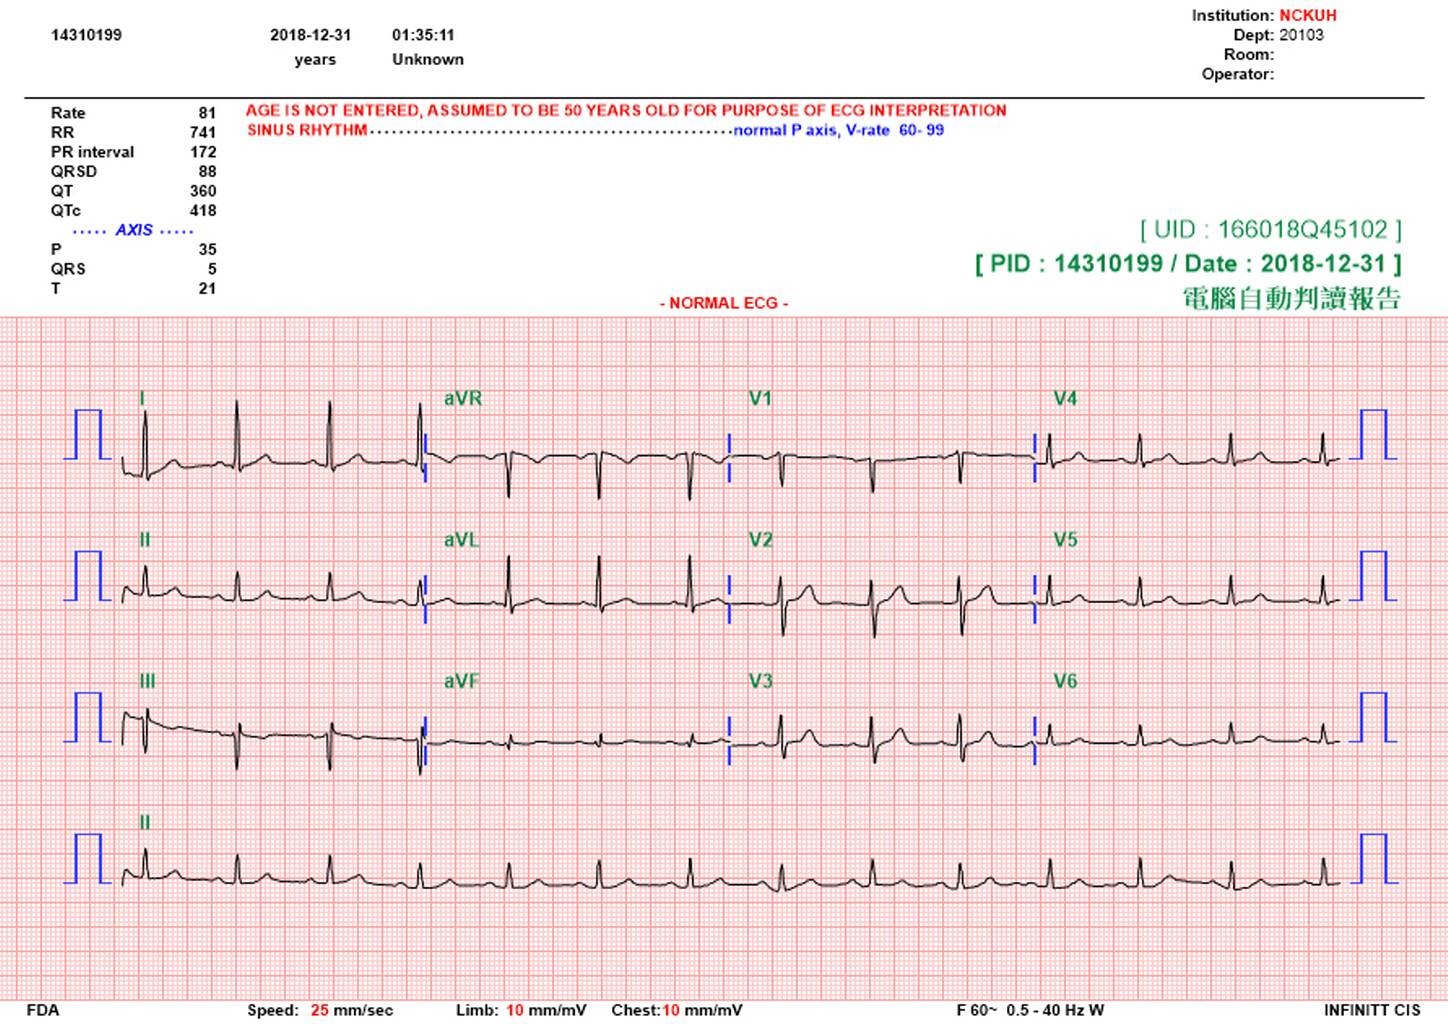 Institution: NCKUH
14310199 2018-12-31 01:35:11 Dept: 20103
years Unknown Room:
Operator:
Rate 81 AGE IS NOT ENTERED, ASSUMED TO BE 50 YEARS OLD FOR PURPOSE OF ECG INTERPRETATION
RR 741 SINUS RHYTHM normal P axis, V-rate 60- 99
PR interval 172
QRSD 88
QT 360
QTc 418
····· AXIS ·····
P 35
QRS 5
T 21
[ UID : 166018Q45102 ]
[ PID : 14310199 / Date : 2018-12-31 ]
電腦自動判讀報告
- NORMAL ECG -
I aVR V1 V4
II aVL V2 V5
III aVF V3 V6
II
FDA Speed: 25 mm/sec Limb: 10 mm/mV Chest:10 mm/mV F 60~ 0.5 - 40 Hz W INFINITT CIS